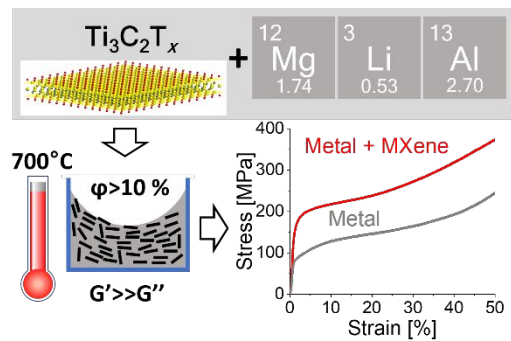 Ti₃C₂Tₓ
+
12 3 13
Mg Li Al
1.74 0.53 2.70
700°C
φ>10 %
G'>>G''
Metal + MXene
Metal
Stress [MPa]
400
300
200
100
0
0 10 20 30 40 50
Strain [%]